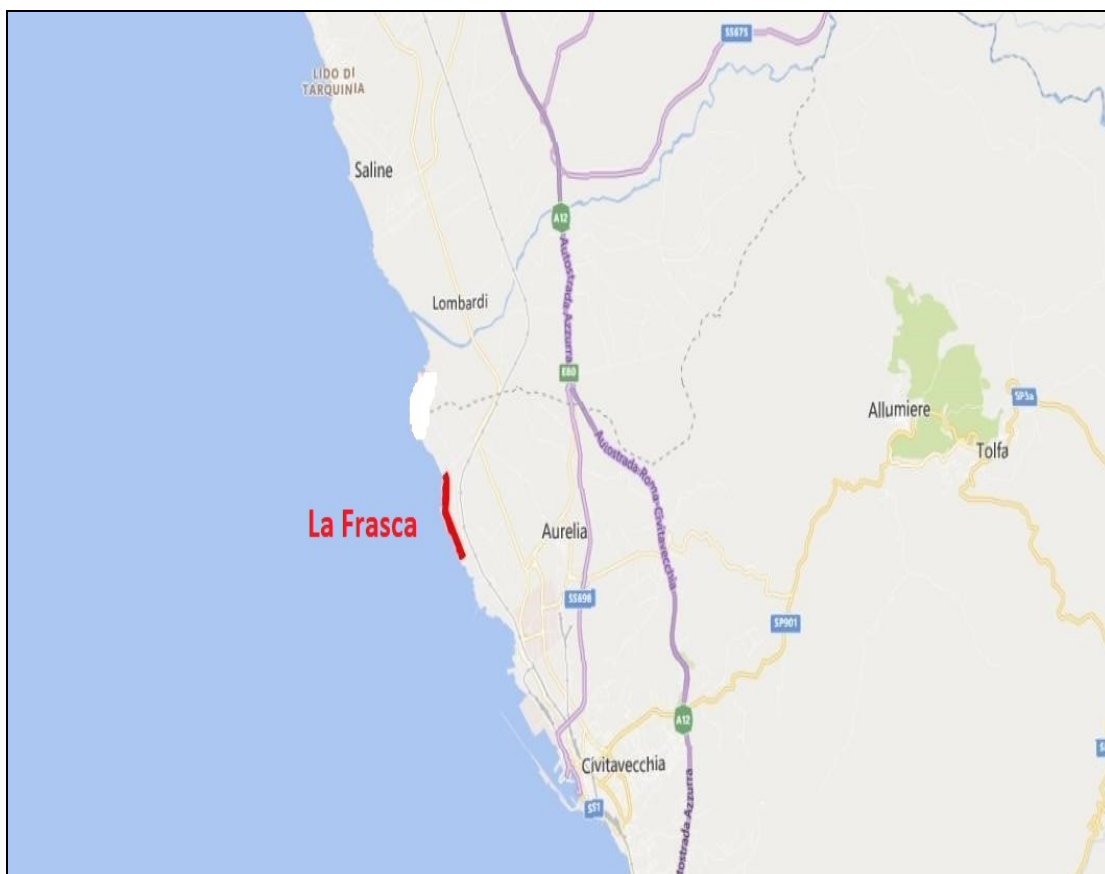 SS675
LIDO DI
TARQUINIA
Saline
A12
Autostrada Azzurra
Lombardi
E80
SP3a
Allumiere
Tolfa
Autostrada Roma-Civitavecchia
La Frasca
Aurelia
SS698
SP901
A12
Civitavecchia
SS1
Autostrada Azzurra